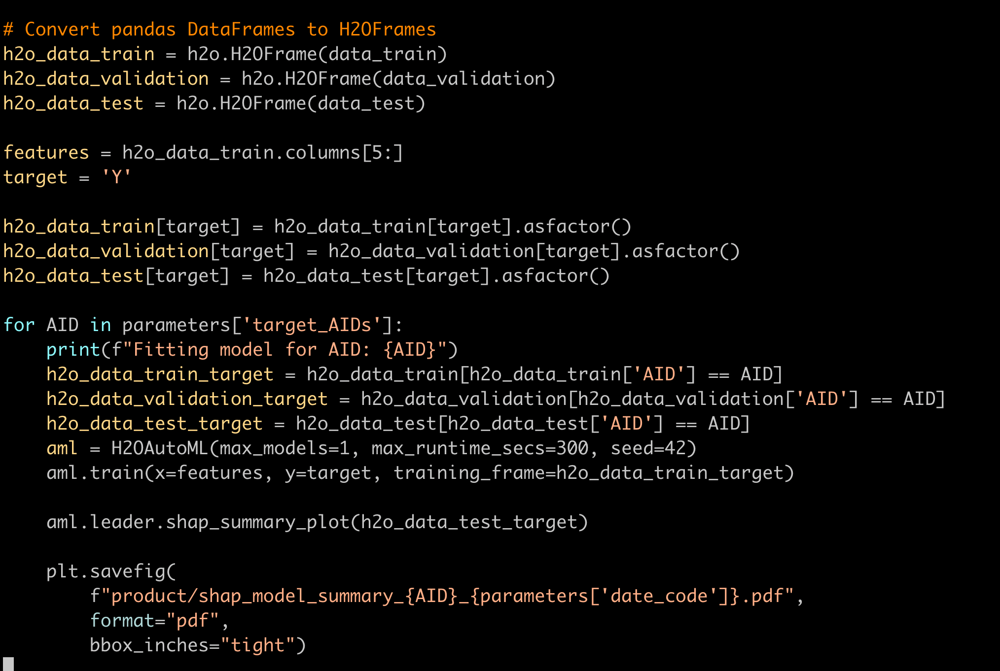 # Convert pandas DataFrames to H2OFrames
h2o_data_train = h2o.H2OFrame(data_train)
h2o_data_validation = h2o.H2OFrame(data_validation)
h2o_data_test = h2o.H2OFrame(data_test)

features = h2o_data_train.columns[5:]
target = 'Y'

h2o_data_train[target] = h2o_data_train[target].asfactor()
h2o_data_validation[target] = h2o_data_validation[target].asfactor()
h2o_data_test[target] = h2o_data_test[target].asfactor()

for AID in parameters['target_AIDs']:
    print(f"Fitting model for AID: {AID}")
    h2o_data_train_target = h2o_data_train[h2o_data_train['AID'] == AID]
    h2o_data_validation_target = h2o_data_validation[h2o_data_validation['AID'] == AID]
    h2o_data_test_target = h2o_data_test[h2o_data_test['AID'] == AID]
    aml = H2OAutoML(max_models=1, max_runtime_secs=300, seed=42)
    aml.train(x=features, y=target, training_frame=h2o_data_train_target)

    aml.leader.shap_summary_plot(h2o_data_test_target)

    plt.savefig(
        f"product/shap_model_summary_{AID}_{parameters['date_code']}.pdf",
        format="pdf",
        bbox_inches="tight")